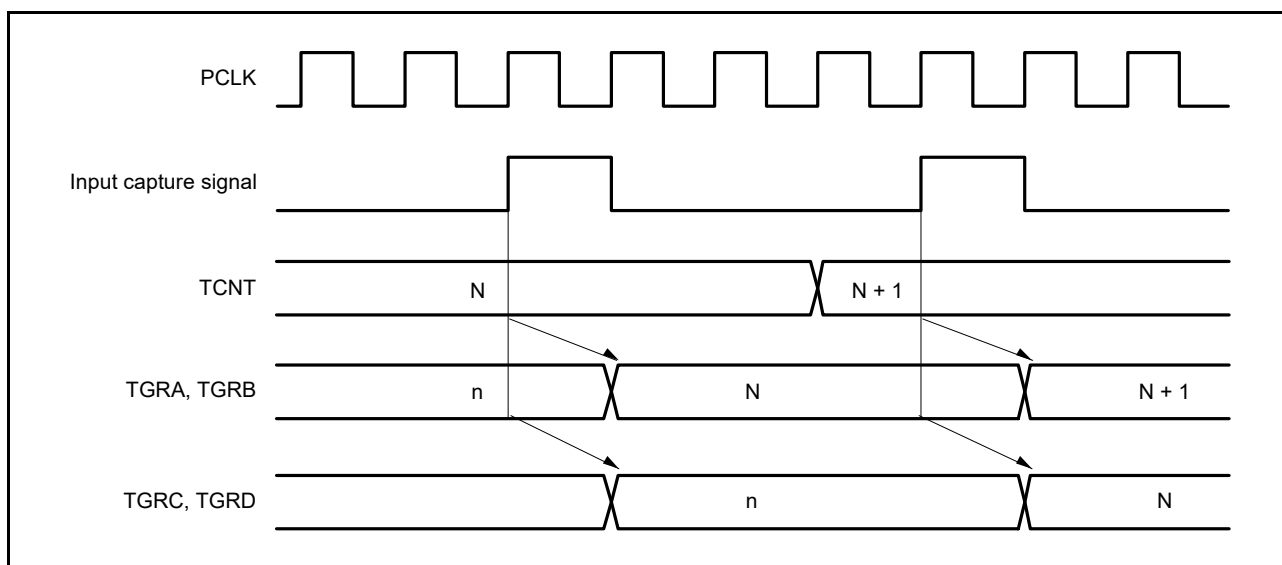 PCLK
Input capture signal
TCNT
N
N + 1
TGRA, TGRB
n
N
N + 1
TGRC, TGRD
n
N